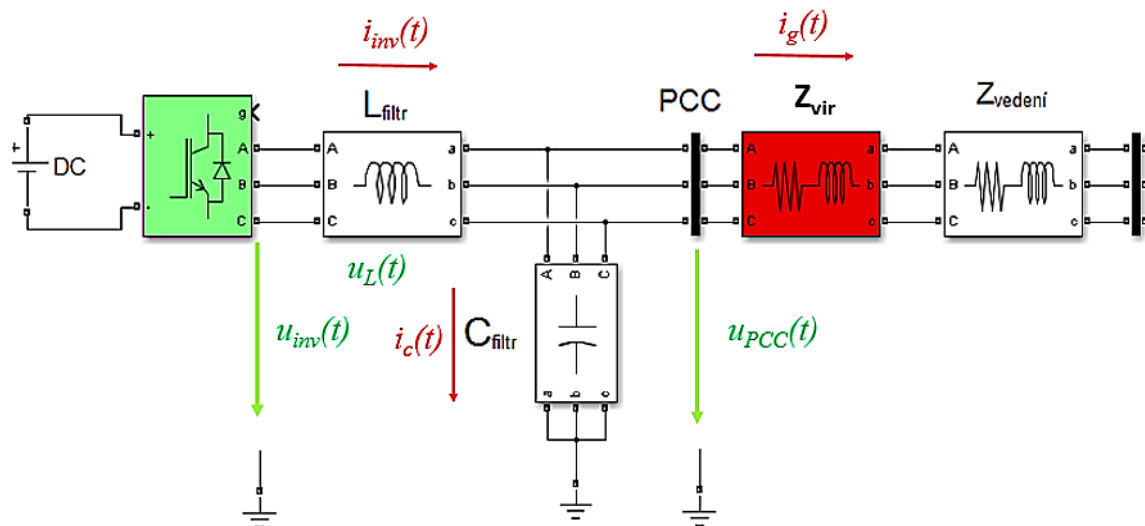 i_inv(t)
i_g(t)
L_filtr
PCC
Z_vir
Z_vedení
g
+
+
DC
A
B
C
-
A
B
C
a
b
c
A
B
C
a
b
c
A
B
C
a
b
c
u_L(t)
A B C
u_inv(t)
i_c(t)
C_filtr
u_PCC(t)
a b c